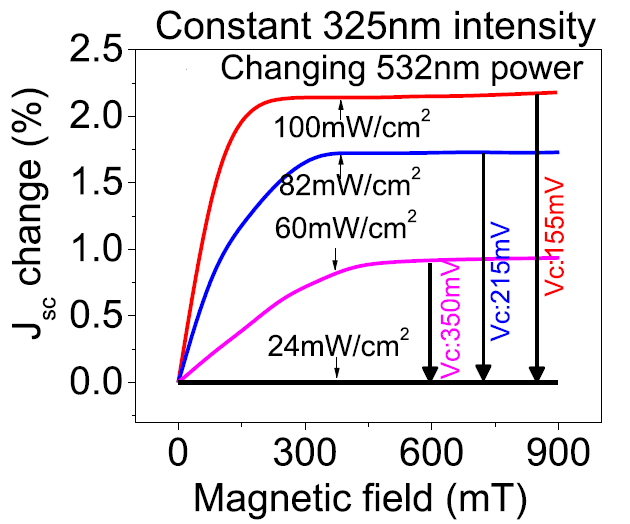 Constant 325nm intensity
Changing 532nm power
2.5
2.0
1.5
1.0
0.5
0.0
J_sc change (%)
100mW/cm²
82mW/cm²
60mW/cm²
24mW/cm²
Vc:350mV
Vc:215mV
Vc:155mV
0 300 600 900
Magnetic field (mT)